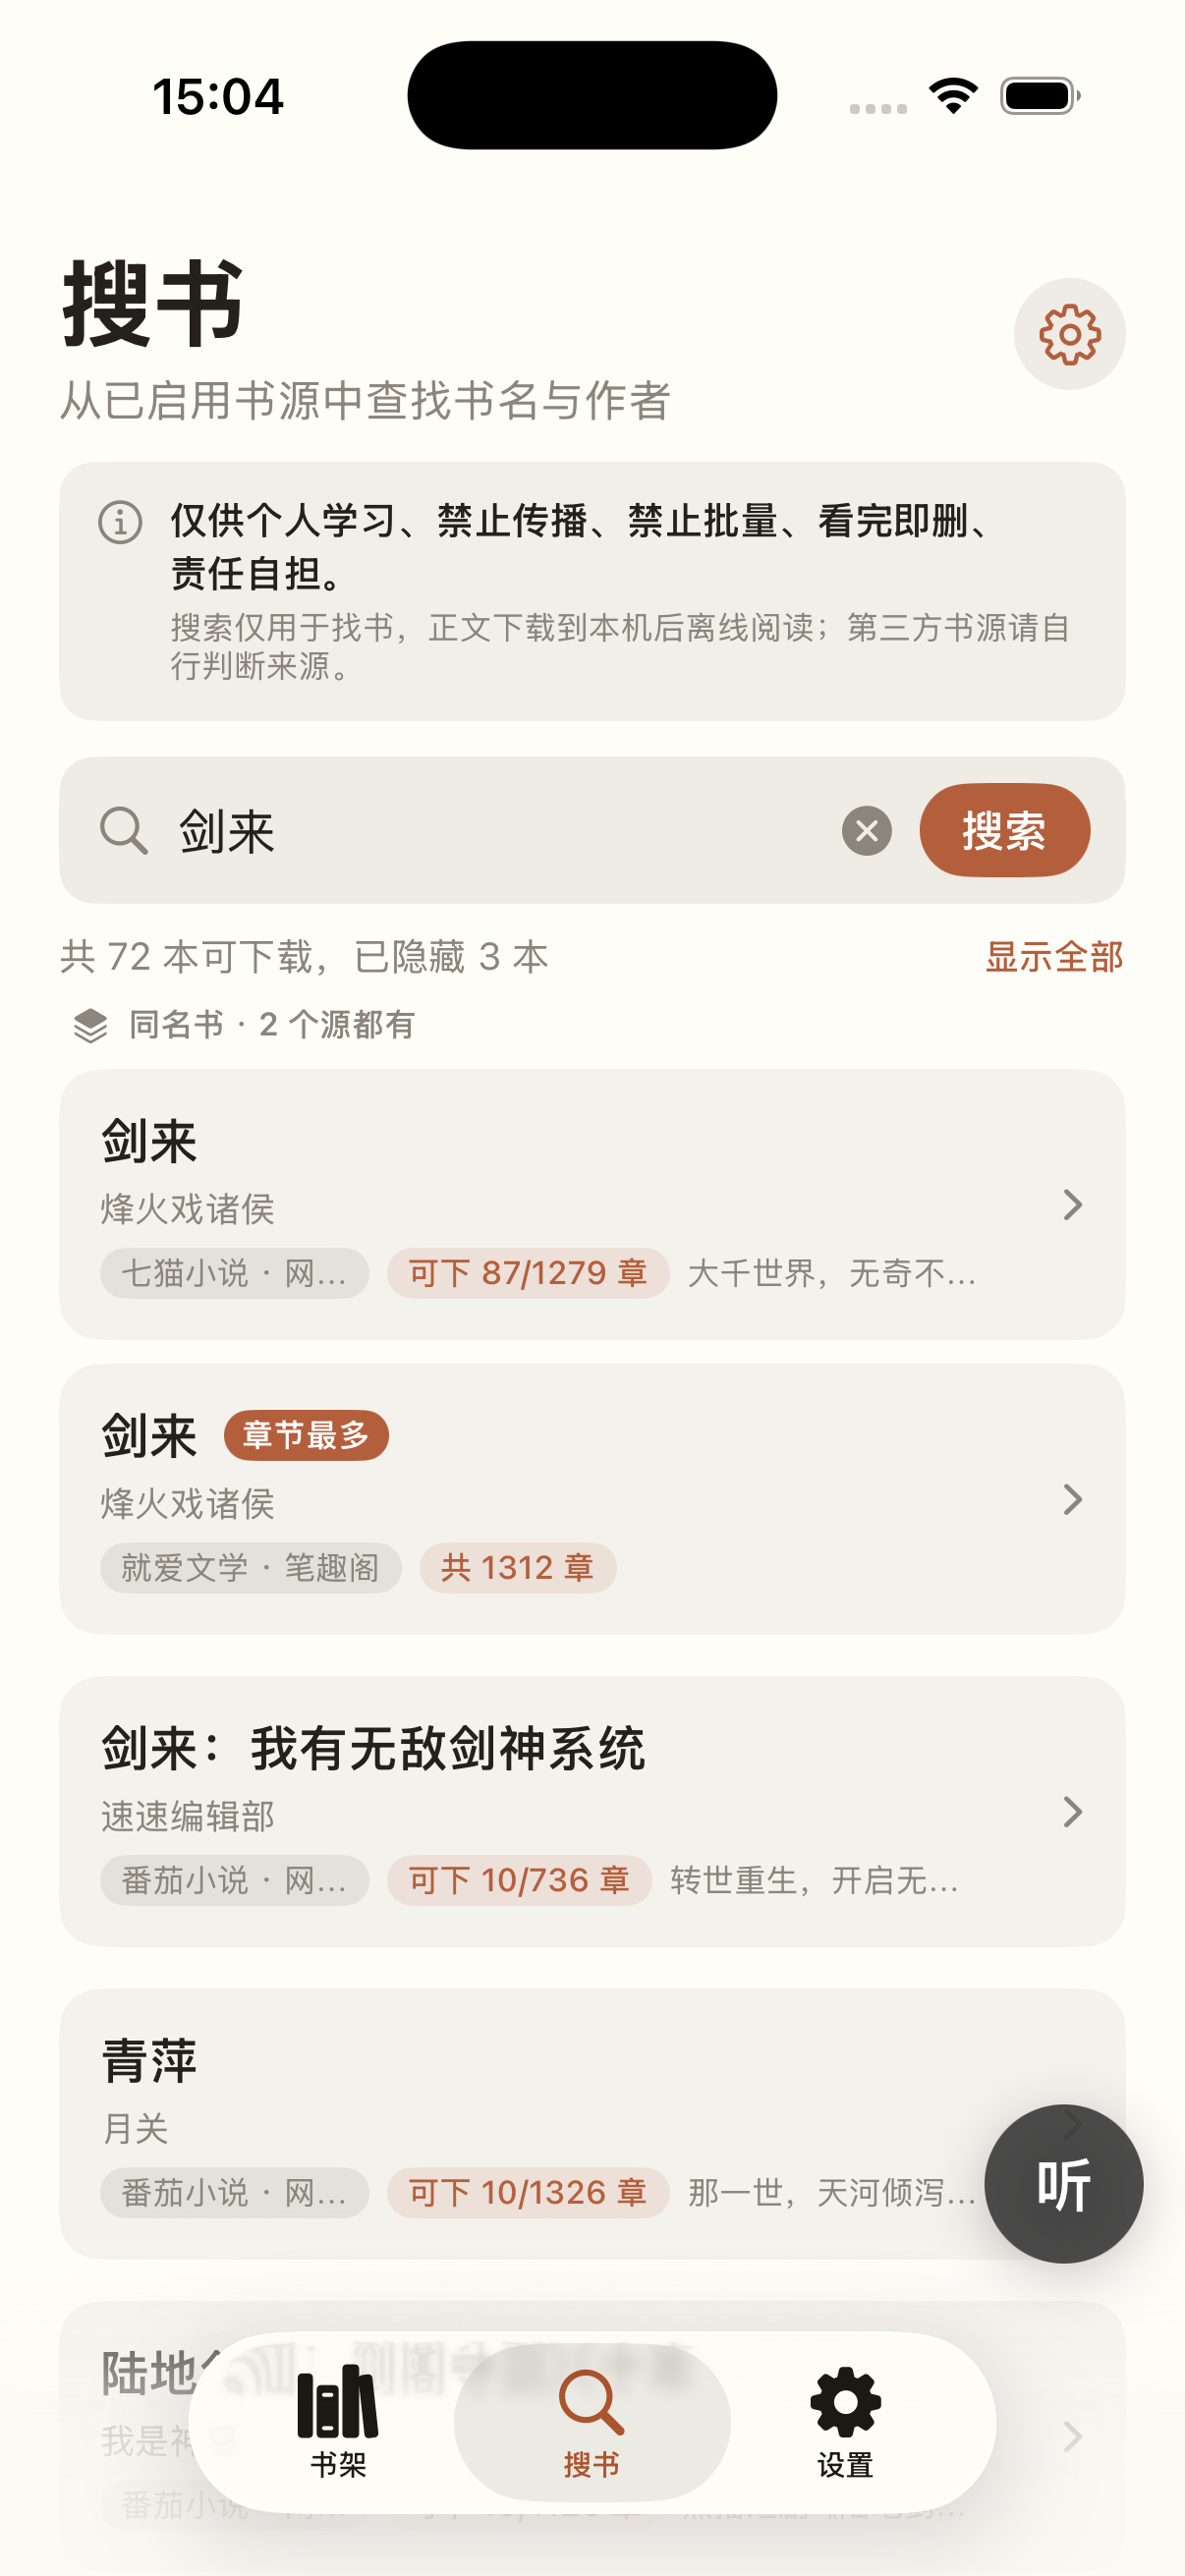 15:04
搜书
从已启用书源中查找书名与作者
仅供个人学习、禁止传播、禁止批量、看完即删、
责任自担。
搜索仅用于找书，正文下载到本机后离线阅读；第三方书源请自
行判断来源。
剑来
搜索
共 72 本可下载，已隐藏 3 本
显示全部
同名书 · 2 个源都有
剑来
烽火戏诸侯
七猫小说 · 网…
可下 87/1279 章
大千世界，无奇不…
剑来
章节最多
烽火戏诸侯
就爱文学 · 笔趣阁
共 1312 章
剑来：我有无敌剑神系统
速速编辑部
番茄小说 · 网…
可下 10/736 章
转世重生，开启无…
青萍
月关
番茄小说 · 网…
可下 10/1326 章
那一世，天河倾泻…
听
陆地
我是神
番茄小说
书架
搜书
设置